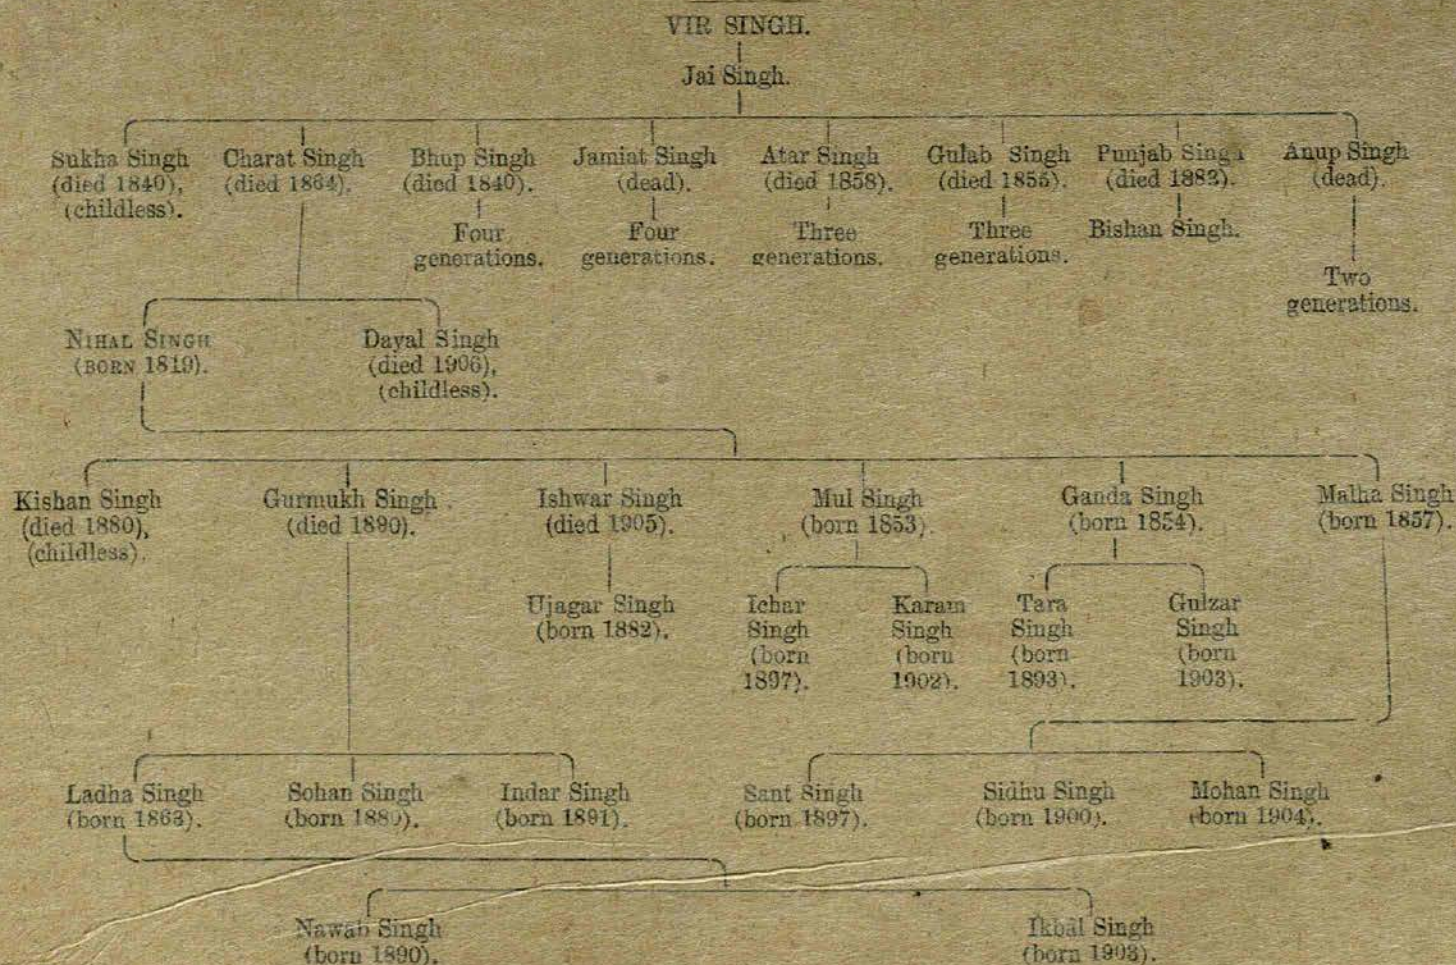 VIR SINGH.
Jai Singh.
Sukha Singh
(died 1840),
(childless).
Charat Singh
(died 1864).
Bhup Singh
(died 1840).
Four
generations.
Jamiat Singh
(dead).
Four
generations.
Atar Singh
(died 1858).
Three
generations.
Gulab Singh
(died 1855).
Three
generations.
Punjab Singh
(died 1882).
Bishan Singh.
Anup Singh
(dead).
Two
generations.
NIHAL SINGH
(BORN 1819).
Dayal Singh
(died 1906),
(childless).
Kishan Singh
(died 1880),
(childless).
Gurmukh Singh
(died 1890).
Ishwar Singh
(died 1905).
Mul Singh
(born 1853).
Ganda Singh
(born 1854).
Malha Singh
(born 1857).
Ujagar Singh
(born 1882).
Ichar
Singh
(born
1897).
Karam
Singh
(born
1902).
Tara
Singh
(born
1893).
Gulzar
Singh
(born
1903).
Ladha Singh
(born 1863).
Sohan Singh
(born
Indar Singh
(born 1891).
Sant Singh
(born 1897).
Sidhu Singh
(born 1900).
Mohan Singh
(born 1904).
Nawab Singh
(born 1890).
Ikbal Singh
(born 1903).